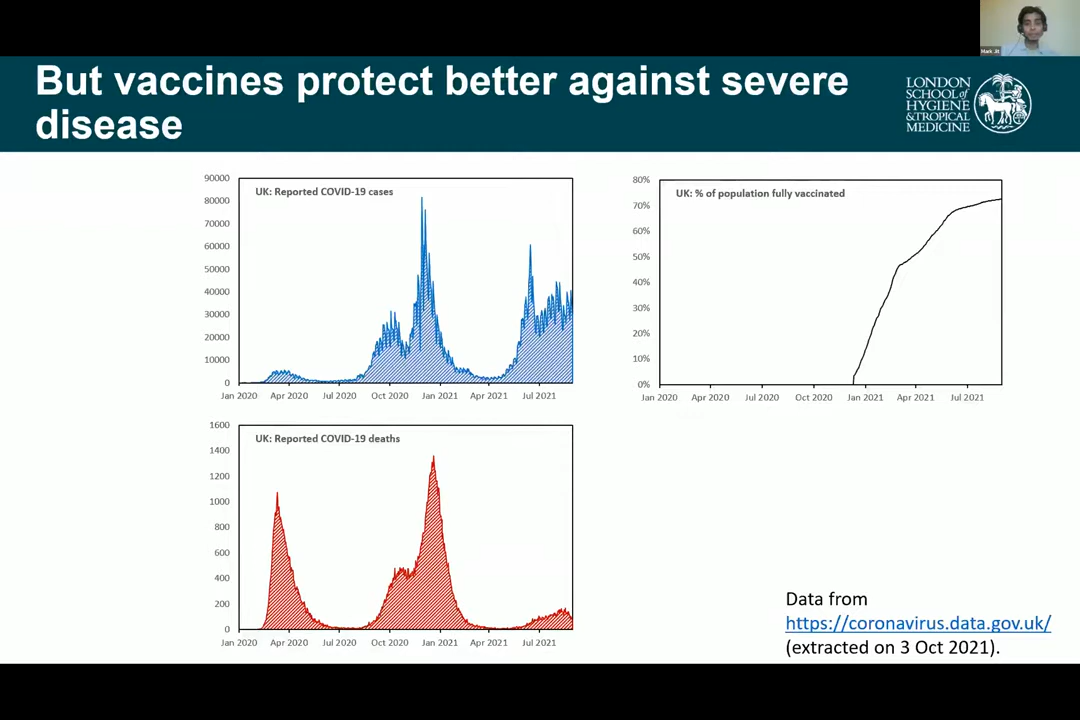 Mark Jit
But vaccines protect better against severe
disease
LONDON
SCHOOL of
HYGIENE
& TROPICAL
MEDICINE
UK: Reported COVID-19 cases
90000
80000
70000
60000
50000
40000
30000
20000
10000
0
Jan 2020 Apr 2020 Jul 2020 Oct 2020 Jan 2021 Apr 2021 Jul 2021
UK: % of population fully vaccinated
80%
70%
60%
50%
40%
30%
20%
10%
0%
Jan 2020 Apr 2020 Jul 2020 Oct 2020 Jan 2021 Apr 2021 Jul 2021
UK: Reported COVID-19 deaths
1600
1400
1200
1000
800
600
400
200
0
Jan 2020 Apr 2020 Jul 2020 Oct 2020 Jan 2021 Apr 2021 Jul 2021
Data from
https://coronavirus.data.gov.uk/
(extracted on 3 Oct 2021).